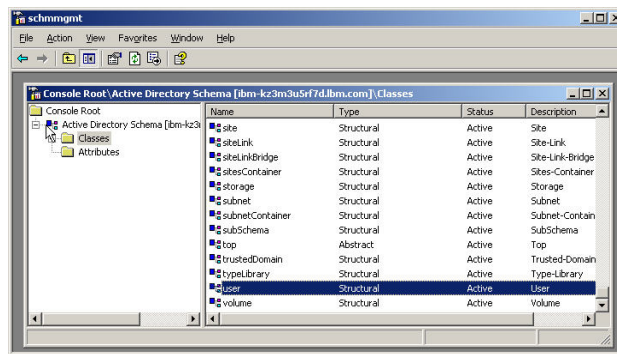 schmmgmt
File Action View Favorites Window Help
Console Root\Active Directory Schema [ibm-kz3m3u5rf7d.lbm.com]\Classes
Console Root
Active Directory Schema [ibm-kz3
Classes
Attributes
Name Type Status Description
site Structural Active Site
siteLink Structural Active Site-Link
siteLinkBridge Structural Active Site-Link-Bridge
sitesContainer Structural Active Sites-Container
storage Structural Active Storage
subnet Structural Active Subnet
subnetContainer Structural Active Subnet-Contain
subSchema Structural Active SubSchema
top Abstract Active Top
trustedDomain Structural Active Trusted-Domain
typeLibrary Structural Active Type-Library
user Structural Active User
volume Structural Active Volume